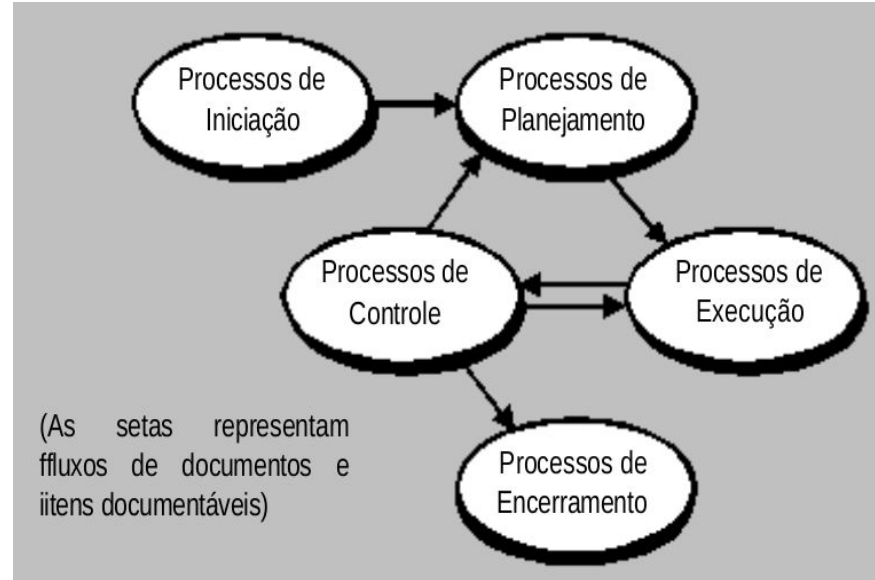 Processos de
Iniciação
Processos de
Planejamento
Processos de
Controle
Processos de
Execução
(As setas representam
ffluxos de documentos e
iitens documentáveis)
Processos de
Encerramento